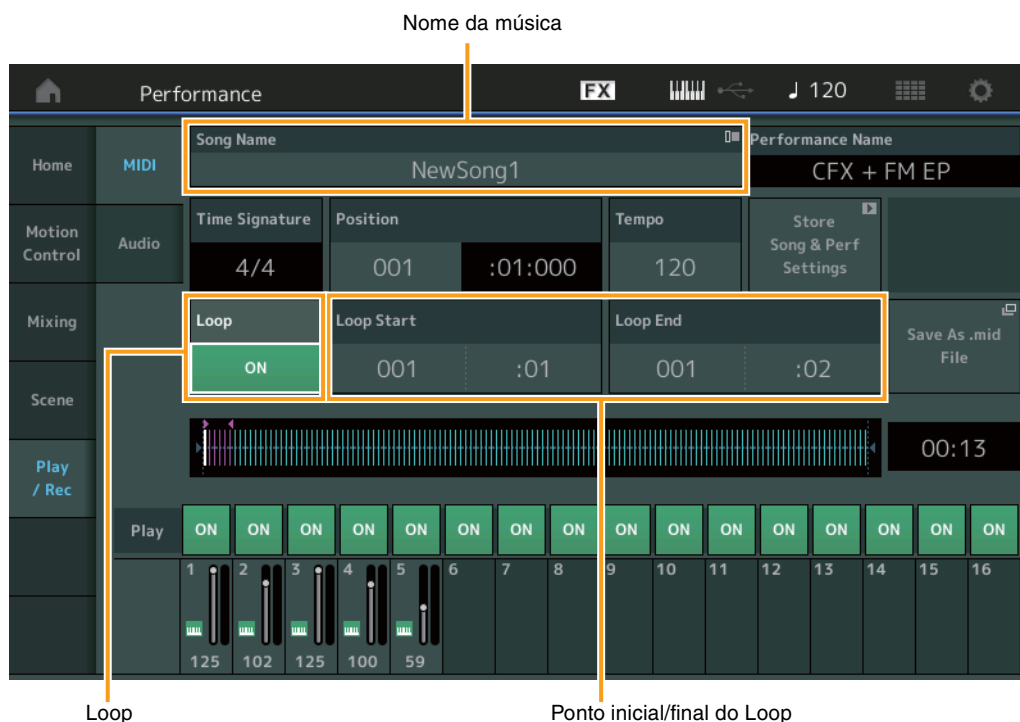 Nome da música
Performance
FX
120
Song Name
NewSong1
Performance Name
CFX + FM EP
Home
MIDI
Motion
Control
Audio
Time Signature
4/4
Position
001 :01:000
Tempo
120
Store
Song & Perf
Settings
Mixing
Loop
ON
Loop Start
001 :01
Loop End
001 :02
Save As .mid
File
Scene
Play
/ Rec
00:13
Play ON ON ON ON ON ON ON ON ON ON ON ON ON ON ON ON
1 2 3 4 5 6 7 8 9 10 11 12 13 14 15 16
125 102 125 100 59
Loop
Ponto inicial/final do Loop